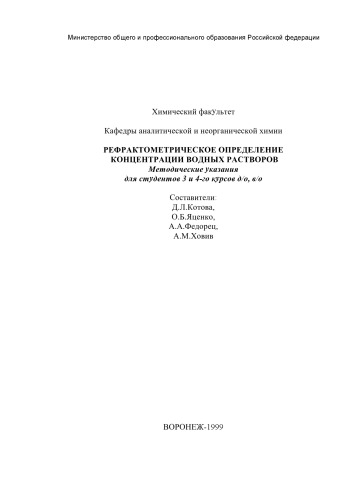 Министерство общего и профессионального образования Российской федерации
Химический факультет
Кафедры аналитической и неорганической химии
РЕФРАКТОМЕТРИЧЕСКОЕ ОПРЕДЕЛЕНИЕ
КОНЦЕНТРАЦИИ ВОДНЫХ РАСТВОРОВ
Методические указания
для студентов 3 и 4-го курсов д/о, в/о
Составители:
Д.Л.Котова,
О.Б.Яценко,
А.А.Федорец,
А.М.Ховив
ВОРОНЕЖ-1999